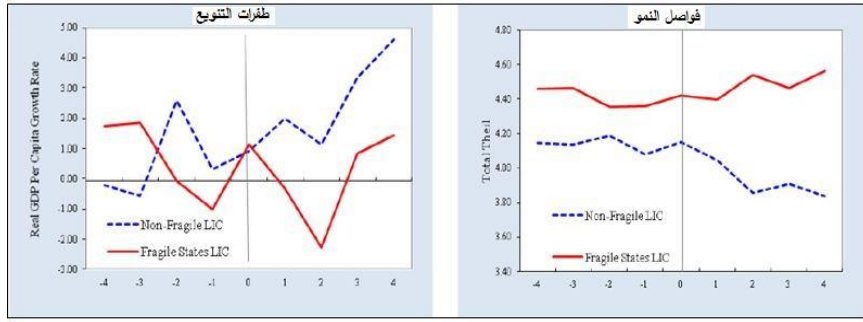 طفرات التنويع
5.00
4.00
3.00
2.00
1.00
0.00
-1.00
-2.00
-3.00
Real GDP Per Capita Growth Rate
-4 -3 -2 -1 0 1 2 3 4
Non-Fragile LIC
Fragile States LIC
فواصل النمو
4.80
4.60
4.40
4.20
4.00
3.80
3.60
3.40
Total Theil
-4 -3 -2 -1 0 1 2 3 4
Non-Fragile LIC
Fragile States LIC